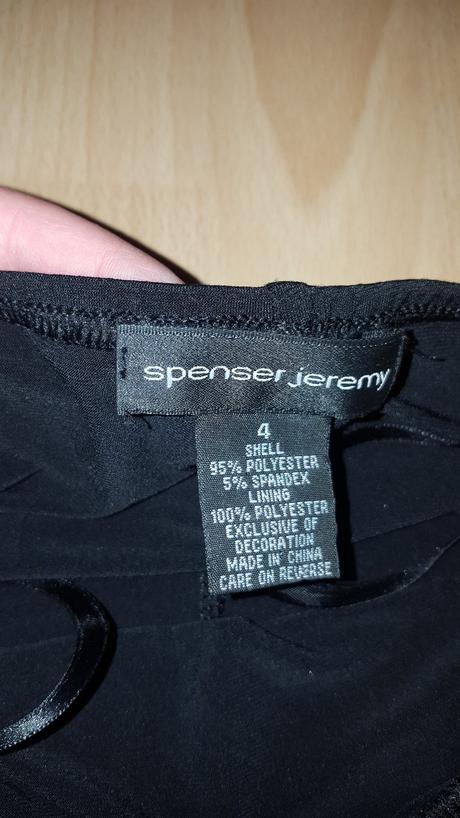 spenser jeremy
4
SHELL
95% POLYESTER
5% SPANDEX
LINING
100% POLYESTER
EXCLUSIVE OF
DECORATION
MADE IN CHINA
CARE ON REVERSE